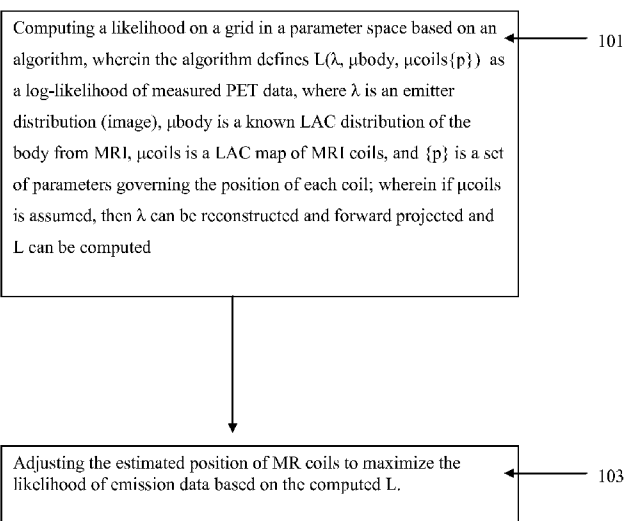 Computing a likelihood on a grid in a parameter space based on an
algorithm, wherein the algorithm defines L(λ, μbody, μcoils{p}) as
a log-likelihood of measured PET data, where λ is an emitter
distribution (image), μbody is a known LAC distribution of the
body from MRI, μcoils is a LAC map of MRI coils, and {p} is a set
of parameters governing the position of each coil; wherein if μcoils
is assumed, then λ can be reconstructed and forward projected and
L can be computed
101
Adjusting the estimated position of MR coils to maximize the
likelihood of emission data based on the computed L.
103